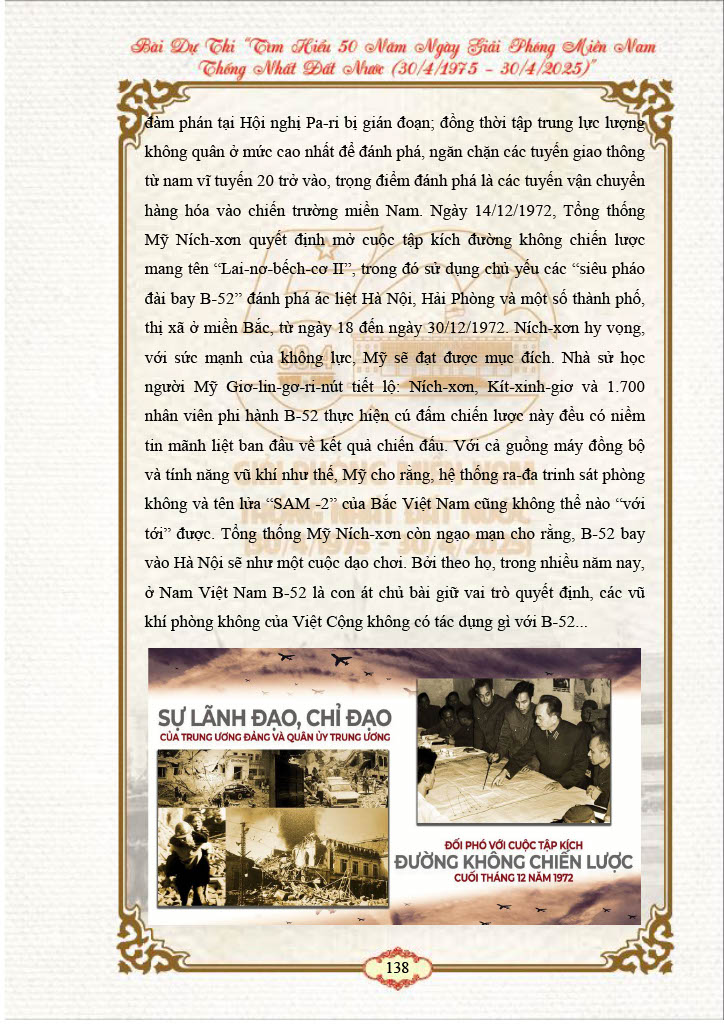 Bài Dự Thi “Tìm Hiểu 50 Năm Ngày Giải Phóng Miền Nam
Thống Nhất Đất Nước (30/4/1975 - 30/4/2025)”
đàm phán tại Hội nghị Pa-ri bị gián đoạn; đồng thời tập trung lực lượng
không quân ở mức cao nhất để đánh phá, ngăn chặn các tuyến giao thông
từ nam vĩ tuyến 20 trở vào, trọng điểm đánh phá là các tuyến vận chuyển
hàng hóa vào chiến trường miền Nam. Ngày 14/12/1972, Tổng thống
Mỹ Ních-xơn quyết định mở cuộc tập kích đường không chiến lược
mang tên “Lai-nơ-bếch-cơ II”, trong đó sử dụng chủ yếu các “siêu pháo
đài bay B-52” đánh phá ác liệt Hà Nội, Hải Phòng và một số thành phố,
thị xã ở miền Bắc, từ ngày 18 đến ngày 30/12/1972. Ních-xơn hy vọng,
với sức mạnh của không lực, Mỹ sẽ đạt được mục đích. Nhà sử học
người Mỹ Giơ-lin-gơ-ri-nút tiết lộ: Ních-xơn, Kít-xinh-giơ và 1.700
nhân viên phi hành B-52 thực hiện cú đấm chiến lược này đều có niềm
tin mãnh liệt ban đầu về kết quả chiến đấu. Với cả guồng máy đồng bộ
và tính năng vũ khí như thế, Mỹ cho rằng, hệ thống ra-đa trinh sát phòng
không và tên lửa “SAM -2” của Bắc Việt Nam cũng không thể nào “với
tới” được. Tổng thống Mỹ Ních-xơn còn ngạo mạn cho rằng, B-52 bay
vào Hà Nội sẽ như một cuộc dạo chơi. Bởi theo họ, trong nhiều năm nay,
ở Nam Việt Nam B-52 là con át chủ bài giữ vai trò quyết định, các vũ
khí phòng không của Việt Cộng không có tác dụng gì với B-52...
50
30.4
GIẢI PHÓNG MIỀN NAM
THỐNG NHẤT ĐẤT NƯỚC
(30/4/1975 - 30/4/2025)
SỰ LÃNH ĐẠO, CHỈ ĐẠO
CỦA TRUNG ƯƠNG ĐẢNG VÀ QUÂN ỦY TRUNG ƯƠNG
ĐỐI PHÓ VỚI CUỘC TẬP KÍCH
ĐƯỜNG KHÔNG CHIẾN LƯỢC
CUỐI THÁNG 12 NĂM 1972
138